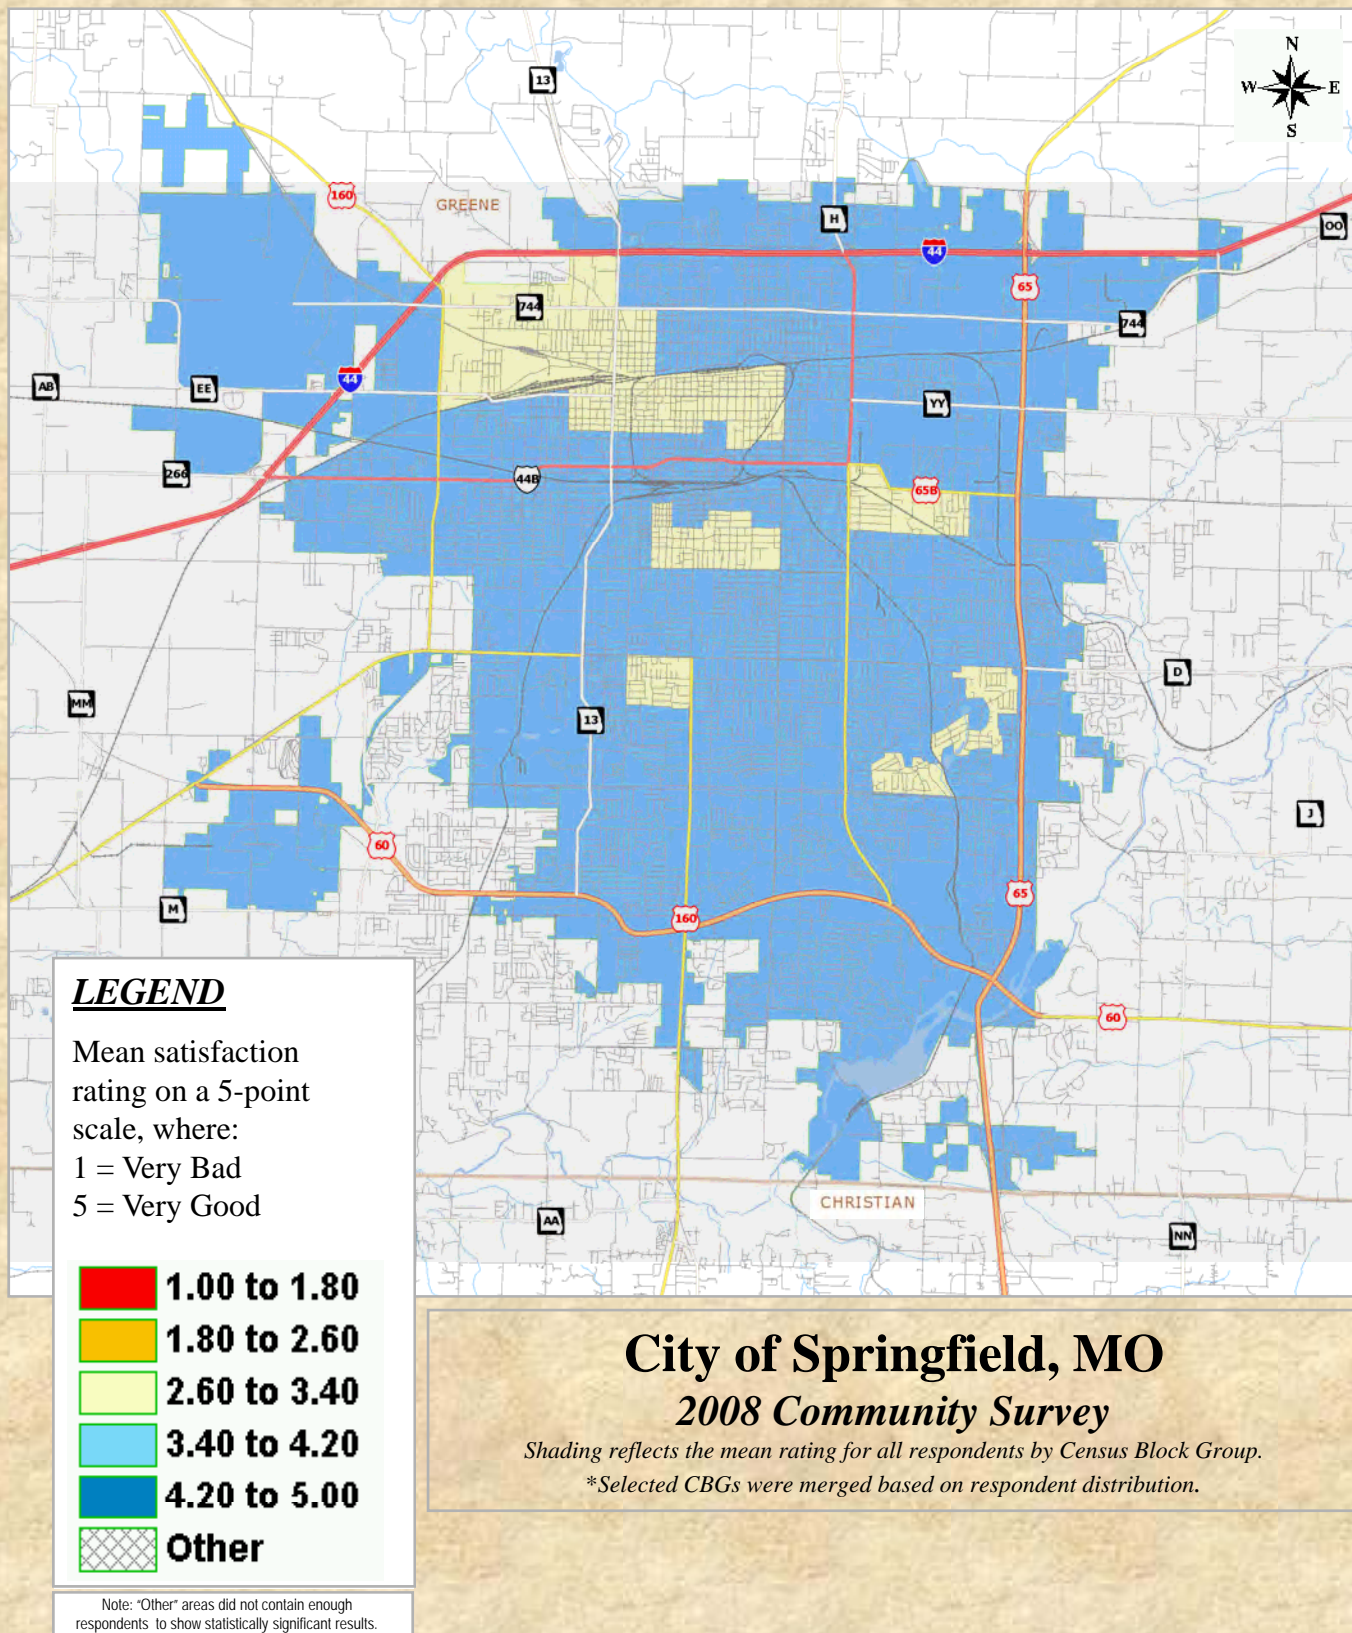 N
W E
S
13
160
GREENE
H
OO
44
65
744
744
44
AB
EE
YY
266
44B
65B
D
MM
13
J
60
65
M
160
60
CHRISTIAN
AA
NN
LEGEND
Mean satisfaction
rating on a 5-point
scale, where:
1 = Very Bad
5 = Very Good
1.00 to 1.80
1.80 to 2.60
2.60 to 3.40
3.40 to 4.20
4.20 to 5.00
Other
Note: “Other” areas did not contain enough
respondents to show statistically significant results.
City of Springfield, MO
2008 Community Survey
Shading reflects the mean rating for all respondents by Census Block Group.
*Selected CBGs were merged based on respondent distribution.